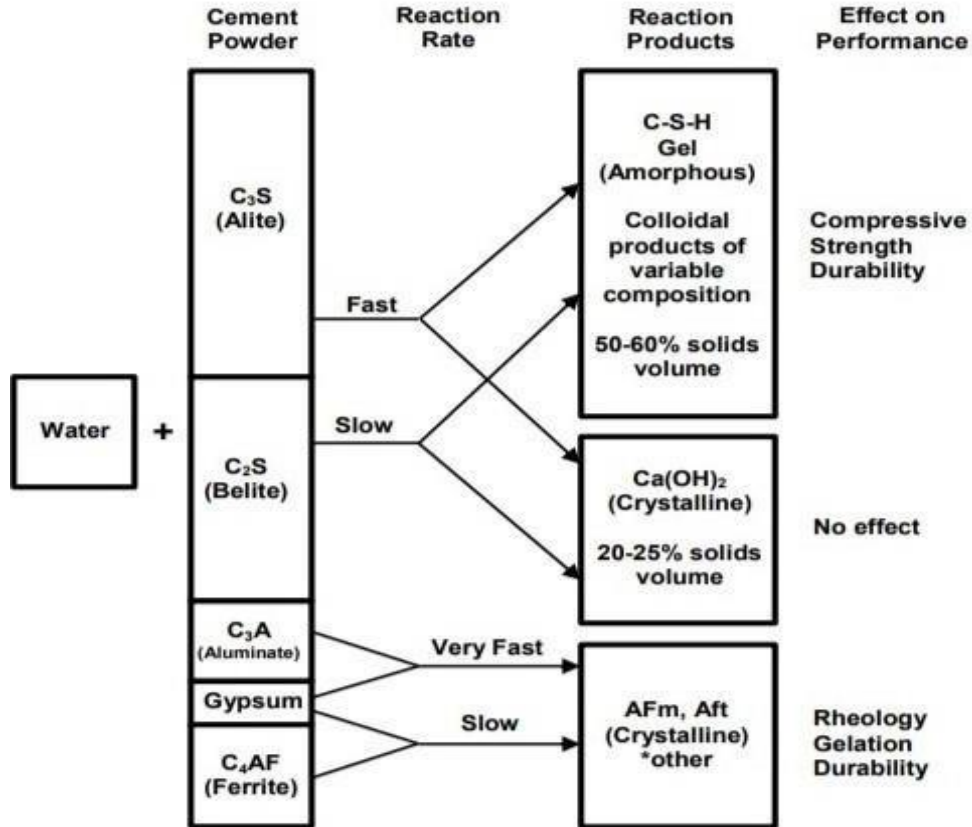 Cement
Powder
Reaction
Rate
Reaction
Products
Effect on
Performance
Water
+
C₃S
(Alite)
C₂S
(Belite)
C₃A
(Aluminate)
Gypsum
C₄AF
(Ferrite)
Fast
Slow
Very Fast
Slow
C-S-H
Gel
(Amorphous)
Colloidal
products of
variable
composition
50-60% solids
volume
Ca(OH)₂
(Crystalline)
20-25% solids
volume
AFm, Aft
(Crystalline)
*other
Compressive
Strength
Durability
No effect
Rheology
Gelation
Durability